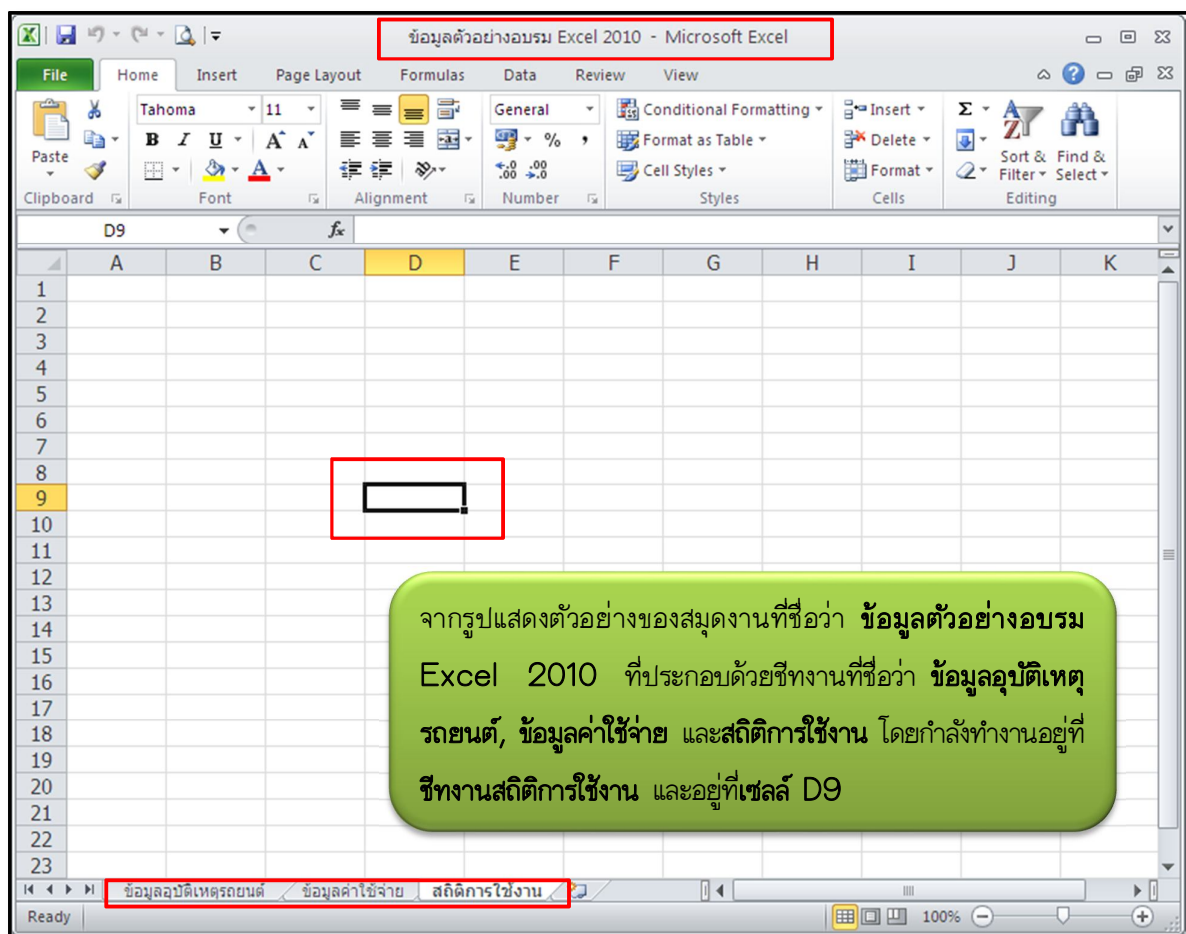 ข้อมูลตัวอย่างอบรม Excel 2010 - Microsoft Excel
File Home Insert Page Layout Formulas Data Review View
Tahoma 11 General Conditional Formatting Insert Σ
B I U A A % , Format as Table Delete
Paste A .0 .00 .00 .0 Cell Styles Format Sort & Filter Find & Select
Clipboard Font Alignment Number Styles Cells Editing
D9 fx
A B C D E F G H I J K
1
2
3
4
5
6
7
8
9
10
11
12
13
14
15
16
17
18
19
20
21
22
23
จากรูปแสดงตัวอย่างของสมุดงานที่ชื่อว่า ข้อมูลตัวอย่างอบรม
Excel 2010 ที่ประกอบด้วยชีทงานที่ชื่อว่า ข้อมูลอุบัติเหตุ
รถยนต์, ข้อมูลค่าใช้จ่าย และสถิติการใช้งาน โดยกำลังทำงานอยู่ที่
ชีทงานสถิติการใช้งาน และอยู่ที่เซลล์ D9
ข้อมูลอุบัติเหตุรถยนต์ ข้อมูลค่าใช้จ่าย สถิติการใช้งาน
Ready 100%